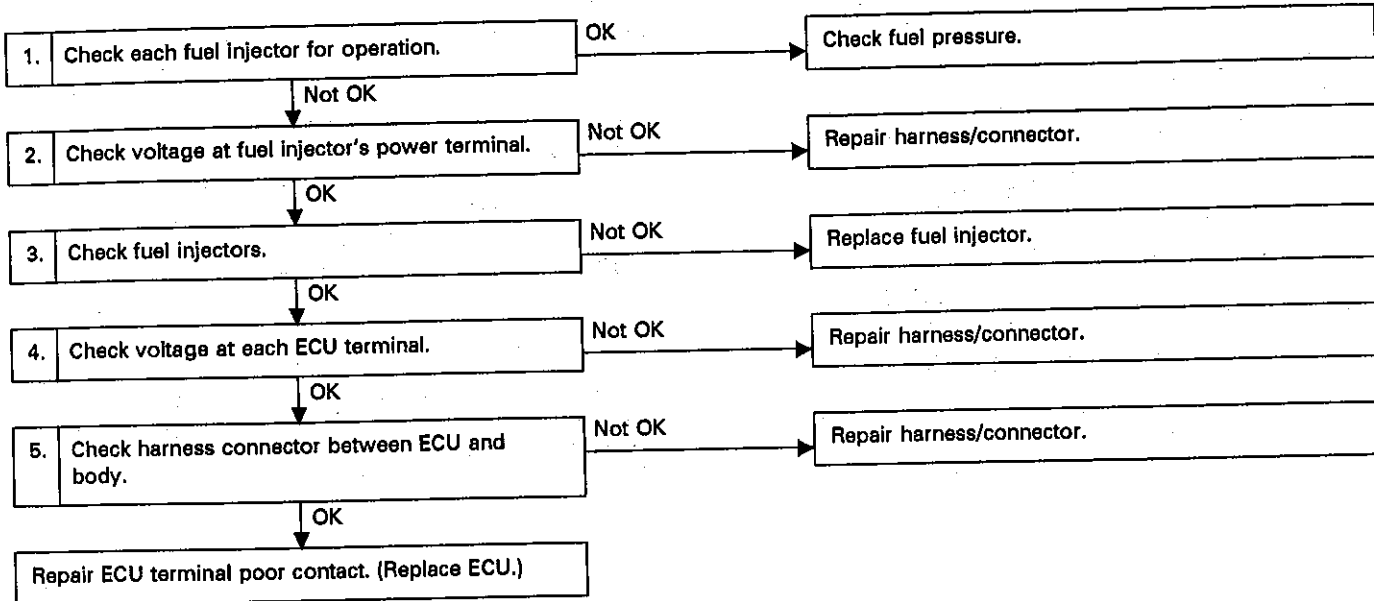 1. Check each fuel injector for operation.
OK
Check fuel pressure.
Not OK
2. Check voltage at fuel injector's power terminal.
Not OK
Repair harness/connector.
OK
3. Check fuel injectors.
Not OK
Replace fuel injector.
OK
4. Check voltage at each ECU terminal.
Not OK
Repair harness/connector.
OK
5. Check harness connector between ECU and
body.
Not OK
Repair harness/connector.
OK
Repair ECU terminal poor contact. (Replace ECU.)